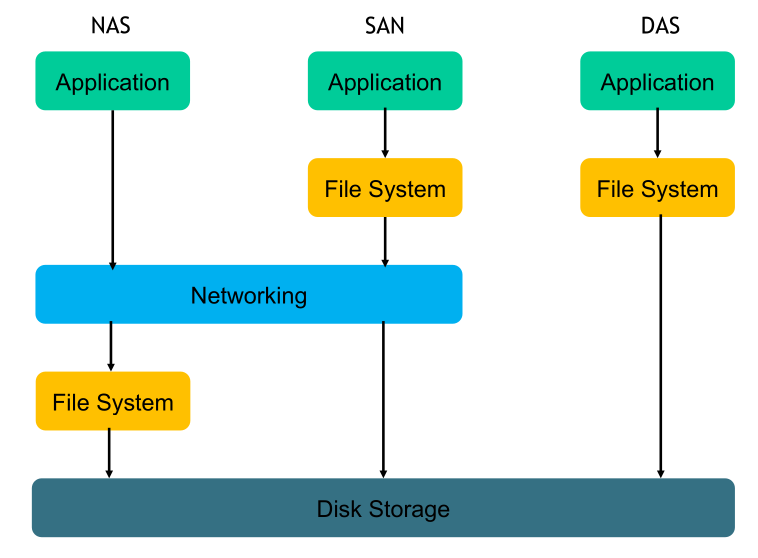 NAS
SAN
DAS
Application
Application
Application
File System
File System
Networking
File System
Disk Storage